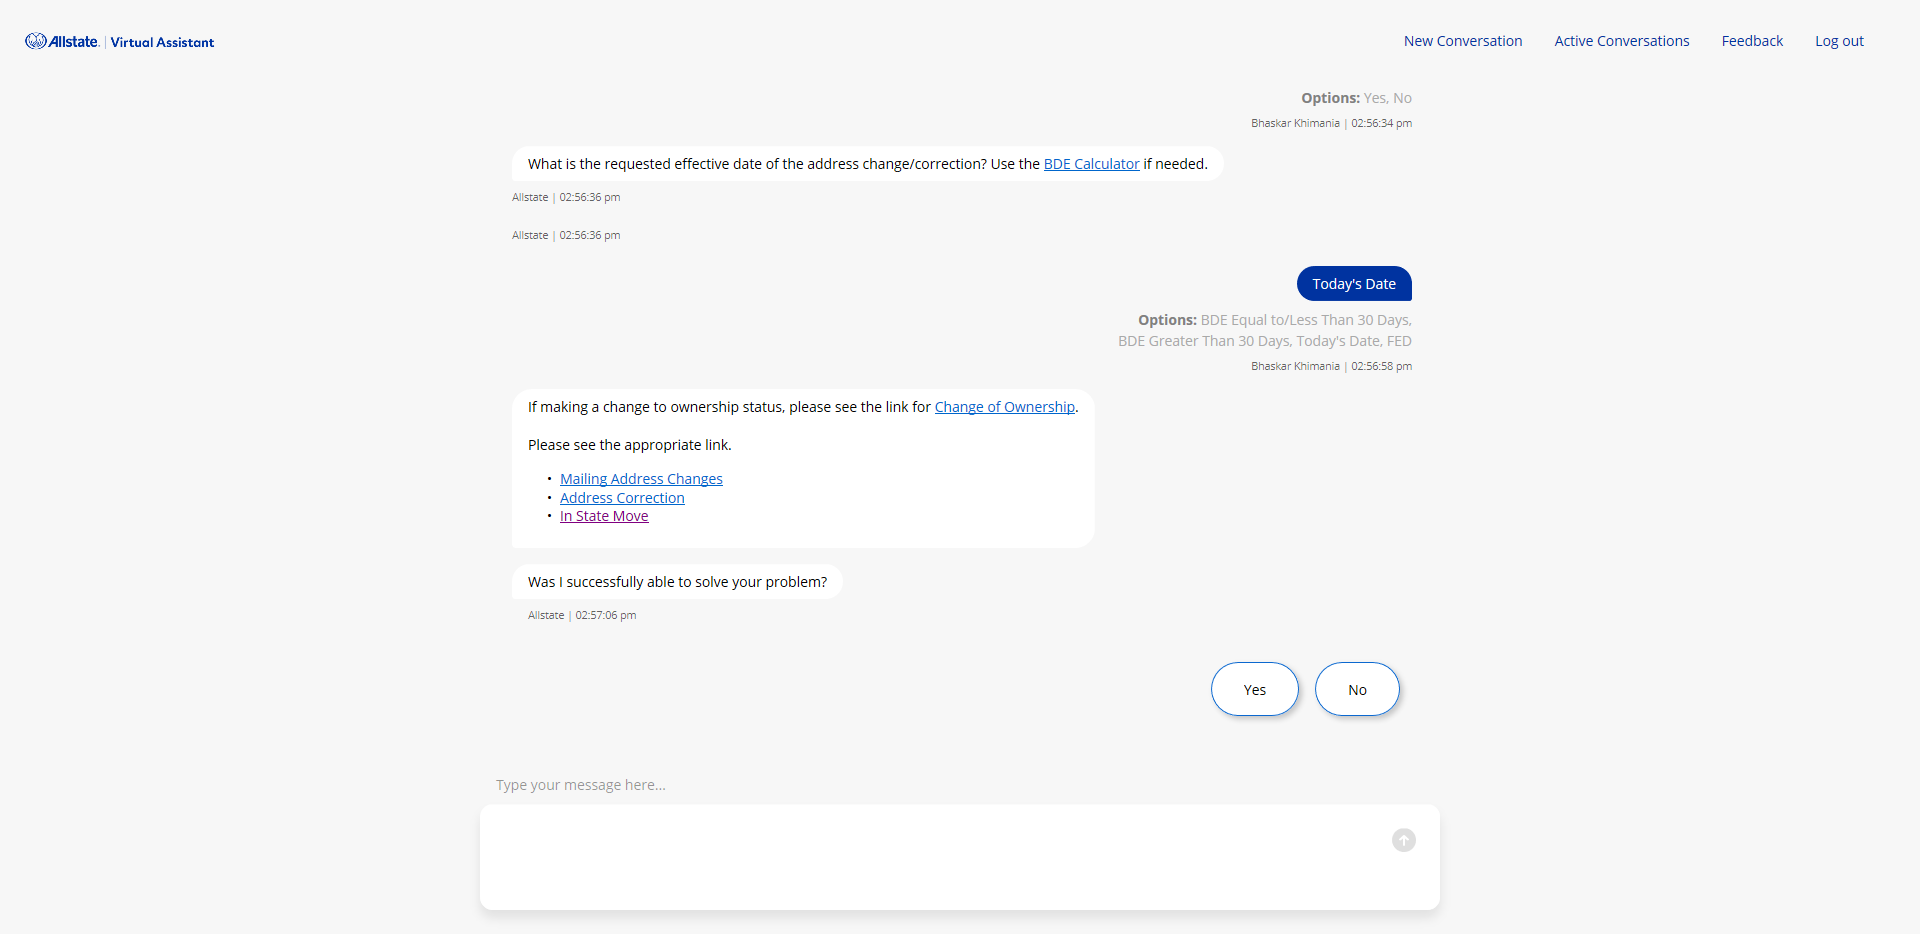 Allstate. | Virtual Assistant
New Conversation Active Conversations Feedback Log out
Options: Yes, No
Bhaskar Khimania | 02:56:34 pm
What is the requested effective date of the address change/correction? Use the BDE Calculator if needed.
Allstate | 02:56:36 pm
Allstate | 02:56:36 pm
Today's Date
Options: BDE Equal to/Less Than 30 Days,
BDE Greater Than 30 Days, Today's Date, FED
Bhaskar Khimania | 02:56:58 pm
If making a change to ownership status, please see the link for Change of Ownership.
Please see the appropriate link.
• Mailing Address Changes
• Address Correction
• In State Move
Was I successfully able to solve your problem?
Allstate | 02:57:06 pm
Yes No
Type your message here...